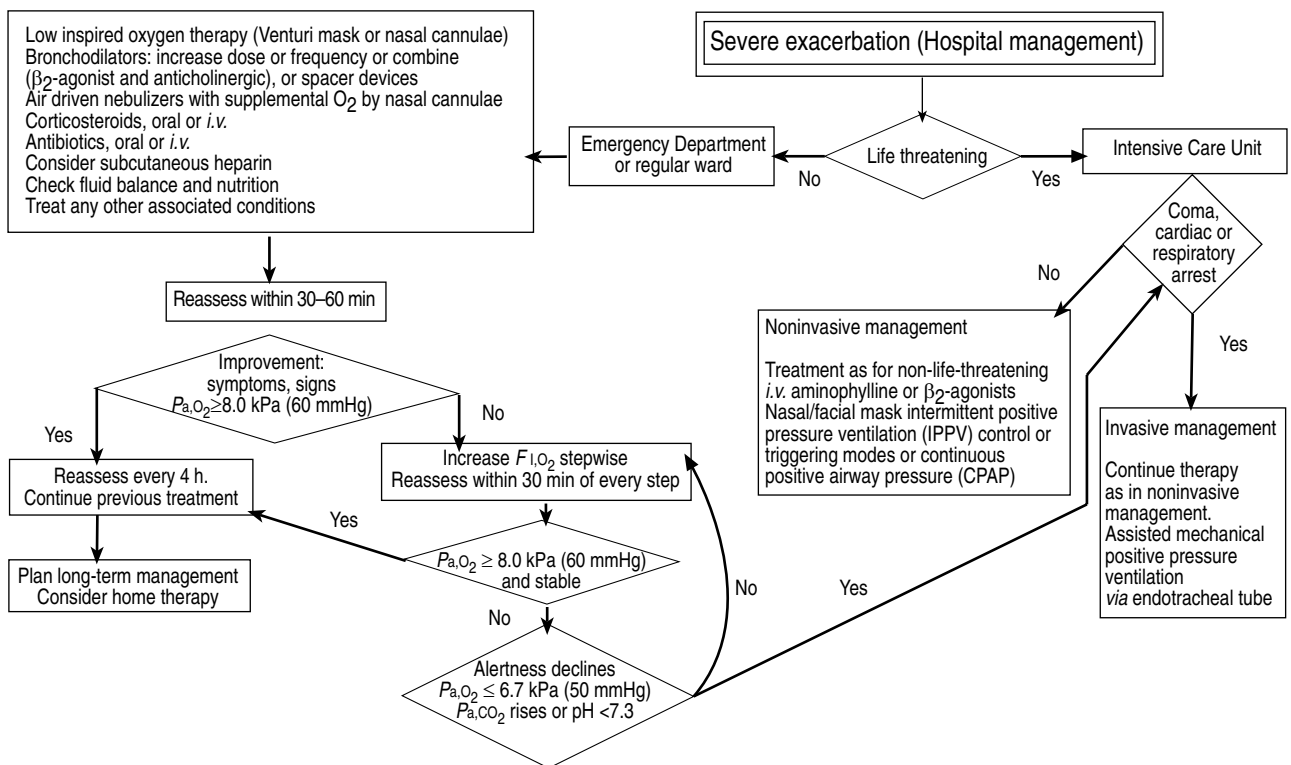 Severe exacerbation (Hospital management)
Life threatening
No
Yes
Emergency Department
or regular ward
Intensive Care Unit
Low inspired oxygen therapy (Venturi mask or nasal cannulae)
Bronchodilators: increase dose or frequency or combine
(β2-agonist and anticholinergic), or spacer devices
Air driven nebulizers with supplemental O2 by nasal cannulae
Corticosteroids, oral or i.v.
Antibiotics, oral or i.v.
Consider subcutaneous heparin
Check fluid balance and nutrition
Treat any other associated conditions
Reassess within 30–60 min
Improvement:
symptoms, signs
Pa,O2≥8.0 kPa (60 mmHg)
Yes
No
Reassess every 4 h.
Continue previous treatment
Plan long-term management
Consider home therapy
Increase FI,O2 stepwise
Reassess within 30 min of every step
Yes
Pa,O2 ≥ 8.0 kPa (60 mmHg)
and stable
No
Alertness declines
Pa,O2 ≤ 6.7 kPa (50 mmHg)
Pa,CO2 rises or pH <7.3
No
Yes
Coma,
cardiac or
respiratory
arrest
No
Yes
Noninvasive management
Treatment as for non-life-threatening
i.v. aminophylline or β2-agonists
Nasal/facial mask intermittent positive
pressure ventilation (IPPV) control or
triggering modes or continuous
positive airway pressure (CPAP)
Invasive management
Continue therapy
as in noninvasive
management.
Assisted mechanical
positive pressure
ventilation
via endotracheal tube